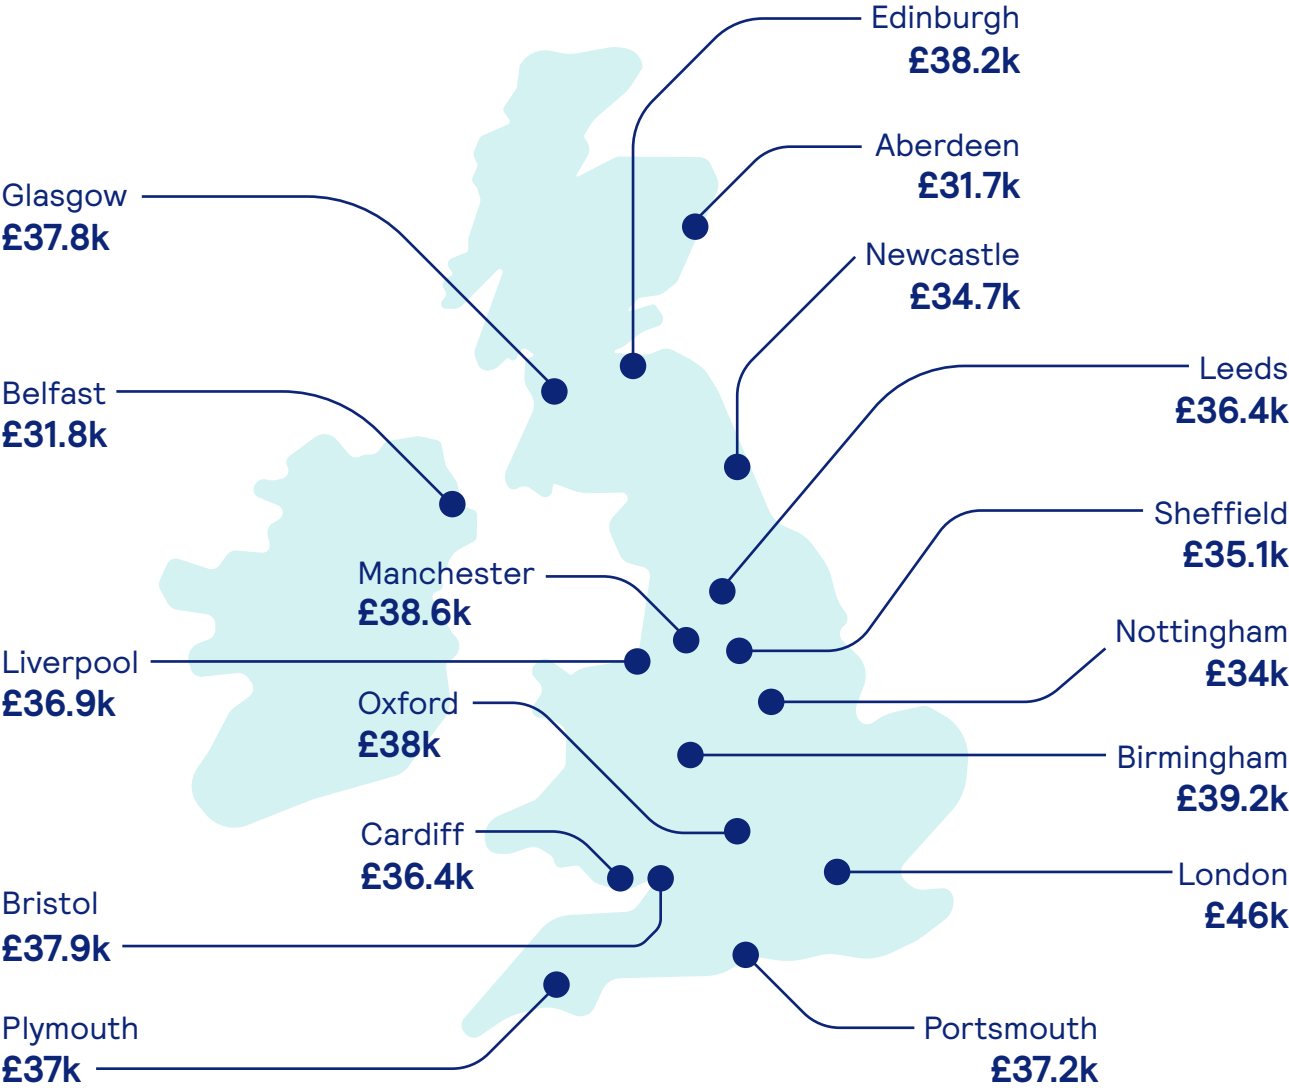 Edinburgh
£38.2k
Aberdeen
£31.7k
Glasgow
£37.8k
Newcastle
£34.7k
Leeds
£36.4k
Belfast
£31.8k
Sheffield
£35.1k
Manchester
£38.6k
Nottingham
£34k
Liverpool
£36.9k
Oxford
£38k
Birmingham
£39.2k
Cardiff
£36.4k
London
£46k
Bristol
£37.9k
Plymouth
£37k
Portsmouth
£37.2k